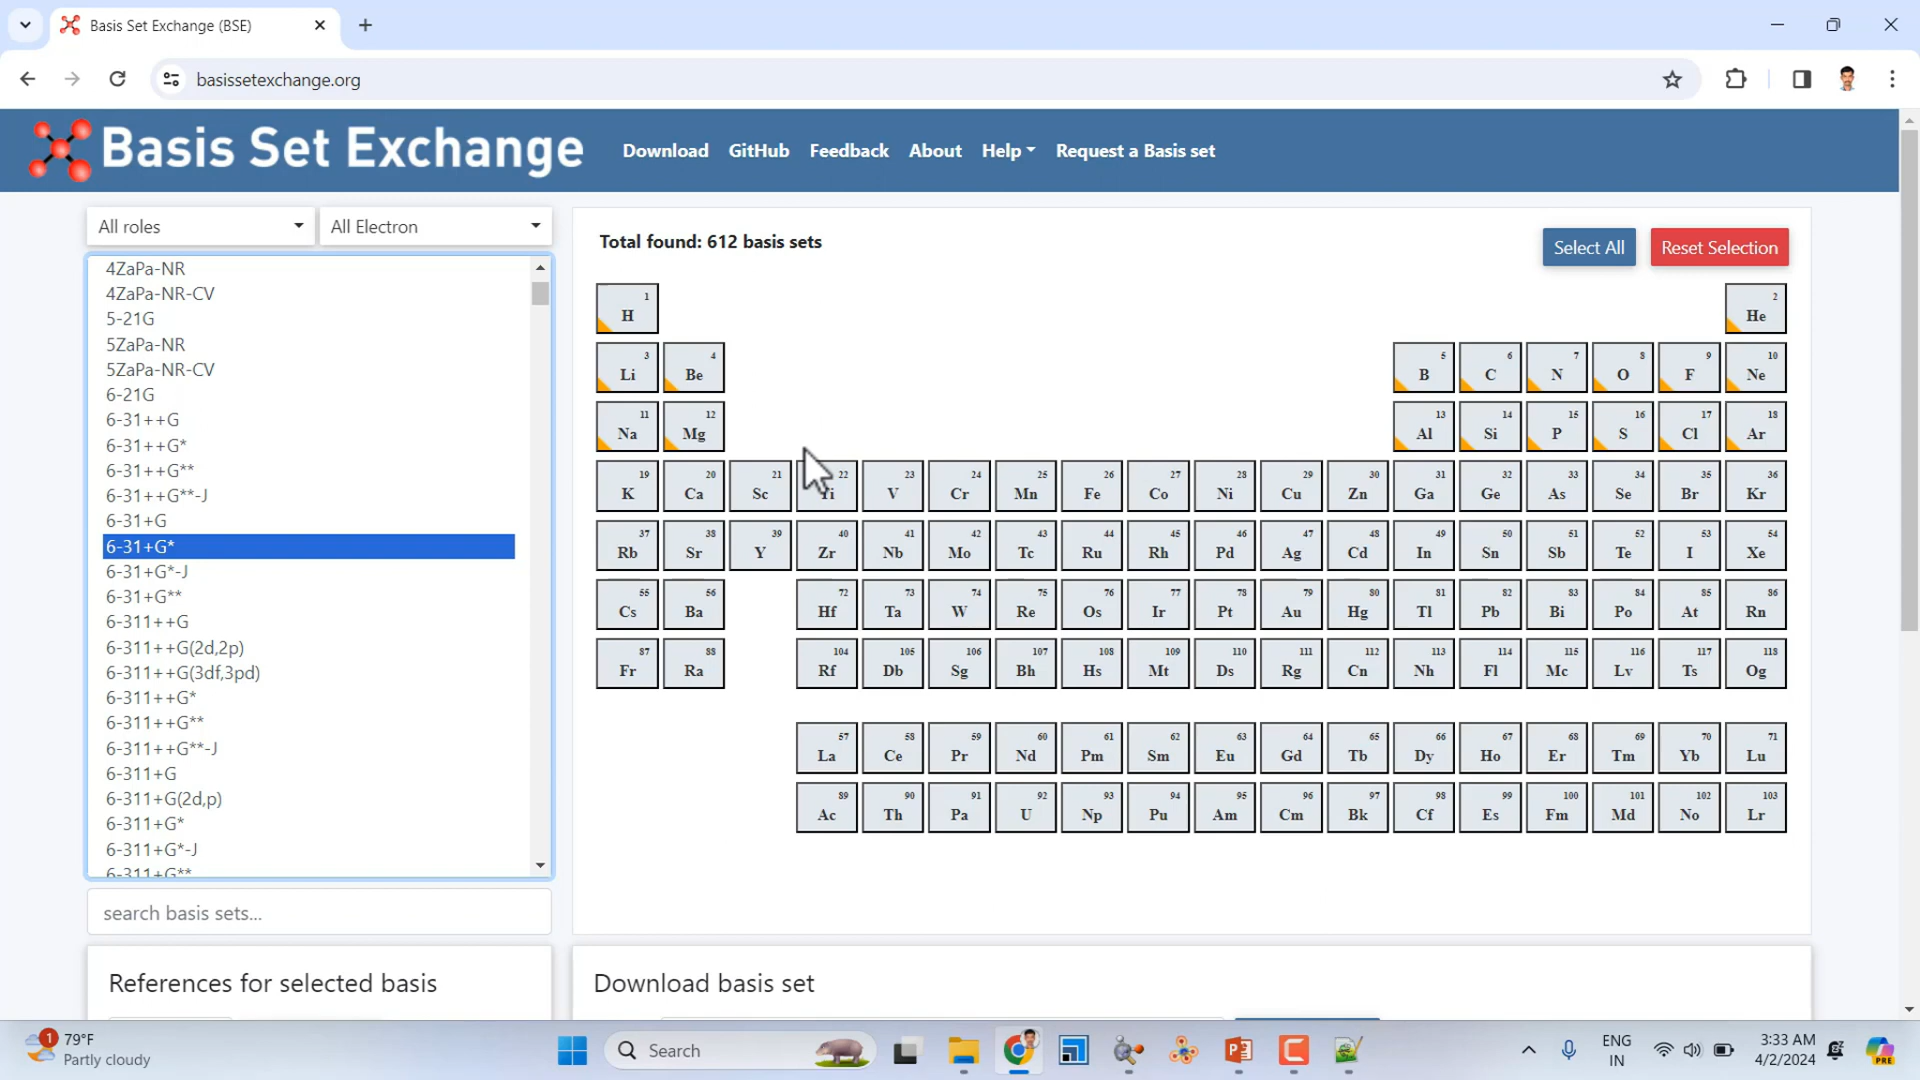 Basis Set Exchange (BSE)
basissetexchange.org
Basis Set Exchange
Download GitHub Feedback About Help Request a Basis set
All roles All Electron
4ZaPa-NR
4ZaPa-NR-CV
5-21G
5ZaPa-NR
5ZaPa-NR-CV
6-21G
6-31++G
6-31++G*
6-31++G**
6-31++G**-J
6-31+G
6-31+G*
6-31+G*-J
6-31+G**
6-311++G
6-311++G(2d,2p)
6-311++G(3df,3pd)
6-311++G*
6-311++G**
6-311++G**-J
6-311+G
6-311+G(2d,p)
6-311+G*
6-311+G*-J
6-311+G**
search basis sets...
References for selected basis
Total found: 612 basis sets
Select All Reset Selection
1 2
H He
3 4 5 6 7 8 9 10
Li Be B C N O F Ne
11 12 13 14 15 16 17 18
Na Mg Al Si P S Cl Ar
19 20 21 22 23 24 25 26 27 28 29 30 31 32 33 34 35 36
K Ca Sc Ti V Cr Mn Fe Co Ni Cu Zn Ga Ge As Se Br Kr
37 38 39 40 41 42 43 44 45 46 47 48 49 50 51 52 53 54
Rb Sr Y Zr Nb Mo Tc Ru Rh Pd Ag Cd In Sn Sb Te I Xe
55 56 72 73 74 75 76 77 78 79 80 81 82 83 84 85 86
Cs Ba Hf Ta W Re Os Ir Pt Au Hg Tl Pb Bi Po At Rn
87 88 104 105 106 107 108 109 110 111 112 113 114 115 116 117 118
Fr Ra Rf Db Sg Bh Hs Mt Ds Rg Cn Nh Fl Mc Lv Ts Og
57 58 59 60 61 62 63 64 65 66 67 68 69 70 71
La Ce Pr Nd Pm Sm Eu Gd Tb Dy Ho Er Tm Yb Lu
89 90 91 92 93 94 95 96 97 98 99 100 101 102 103
Ac Th Pa U Np Pu Am Cm Bk Cf Es Fm Md No Lr
Download basis set
1 79°F
Partly cloudy
Search
ENG
IN
3:33 AM
4/2/2024
PRE